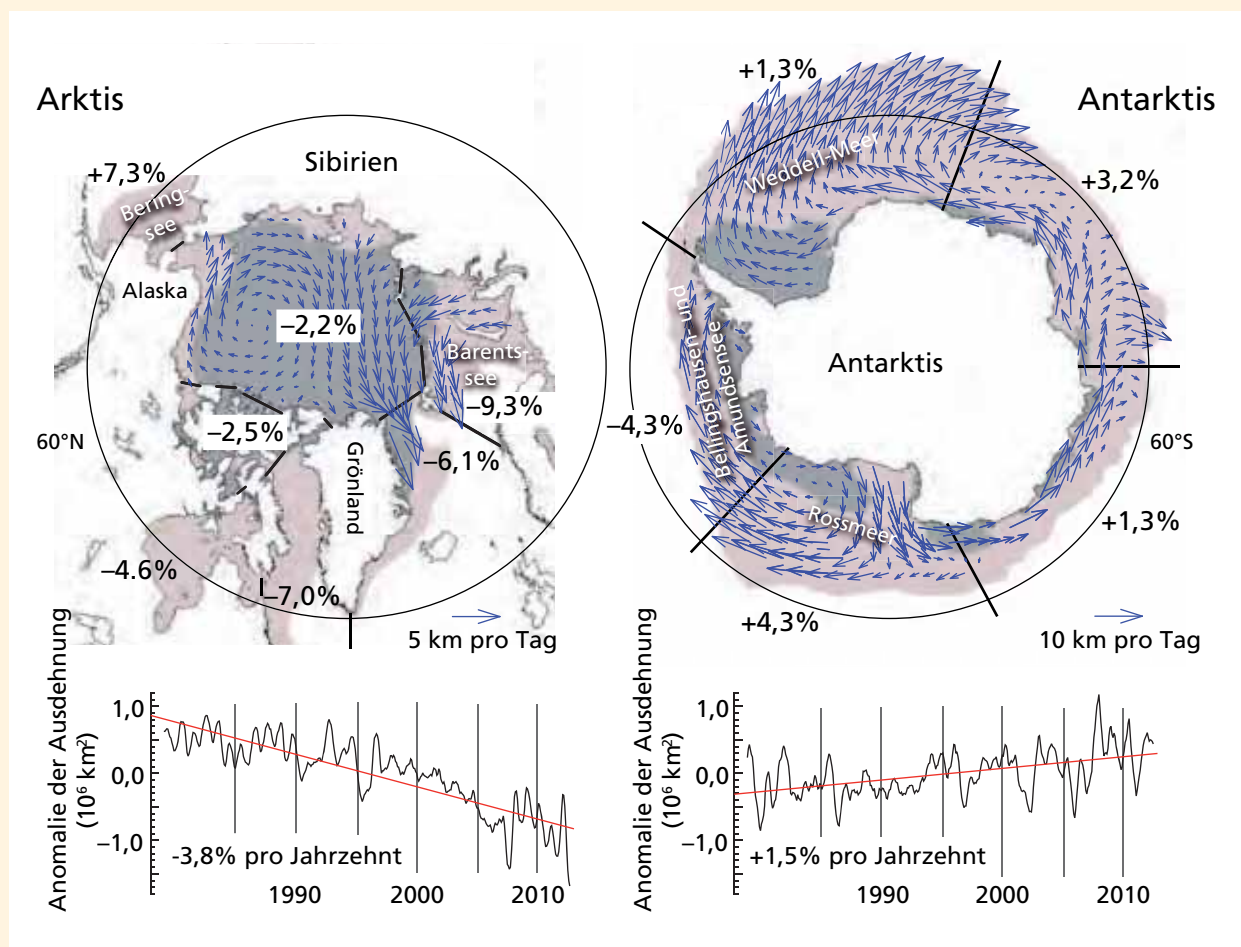 Arktis
Sibirien
+7,3%
Bering-
see
Alaska
–2,2%
Barents-
see
–9,3%
–2,5%
–6,1%
60°N
Grönland
–4.6%
–7,0%
5 km pro Tag
Antarktis
+1,3%
Weddell-Meer
+3,2%
Antarktis
Bellingshausen- und
Amundsensee
–4,3%
60°S
Rossmeer
+1,3%
+4,3%
10 km pro Tag
Anomalie der Ausdehnung
(10⁶ km²)
1,0
0,0
–1,0
-3,8% pro Jahrzehnt
1990
2000
2010
Anomalie der Ausdehnung
(10⁶ km²)
1,0
0,0
–1,0
+1,5% pro Jahrzehnt
1990
2000
2010